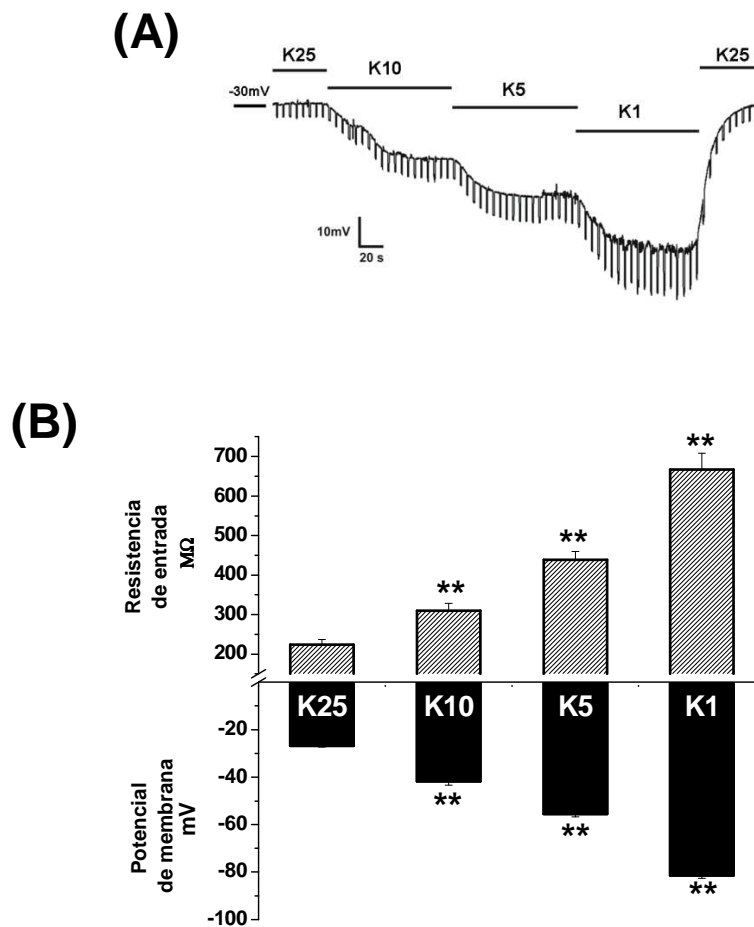 (A)
K25
K10
K5
K1
K25
-30mV
10mV
20 s
(B)
Resistencia
de entrada
MΩ
700
600
500
400
300
200
**
**
**
K25
K10
K5
K1
Potencial
de membrana
mV
-20
-40
-60
-80
-100
**
**
**